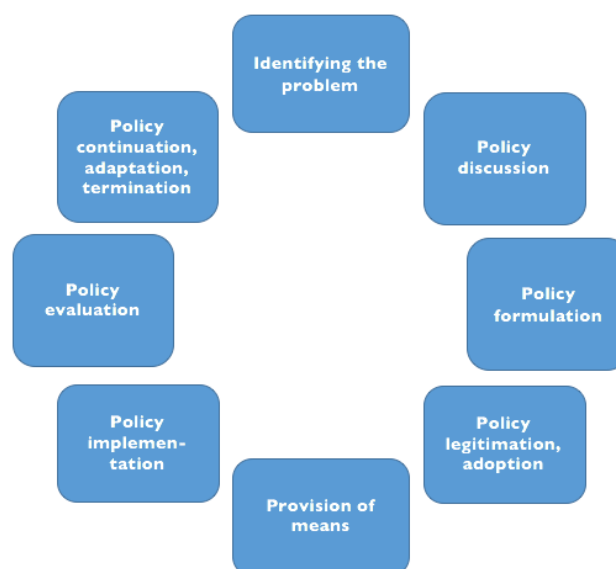 Identifying the
problem
Policy
discussion
Policy
formulation
Policy
legitimation,
adoption
Provision of
means
Policy
implemen-
tation
Policy
evaluation
Policy
continuation,
adaptation,
termination